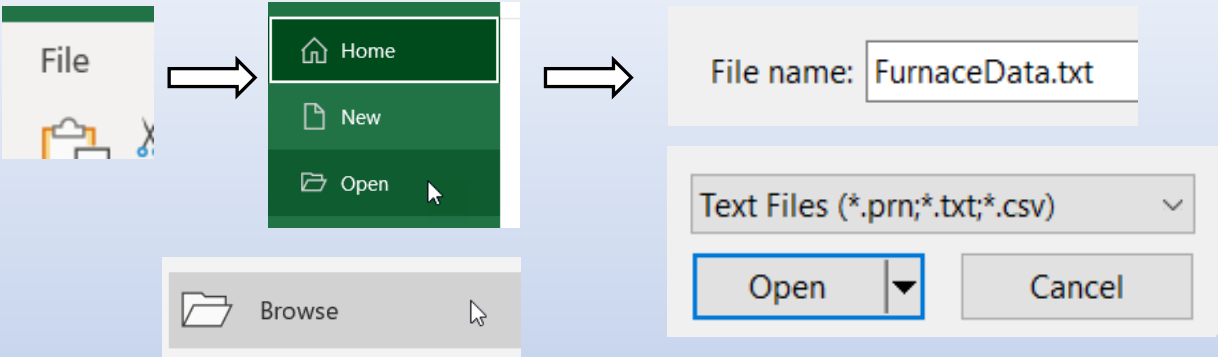 File
Home
New
Open
Browse
File name: FurnaceData.txt
Text Files (*.prn;*.txt;*.csv)
Open
Cancel